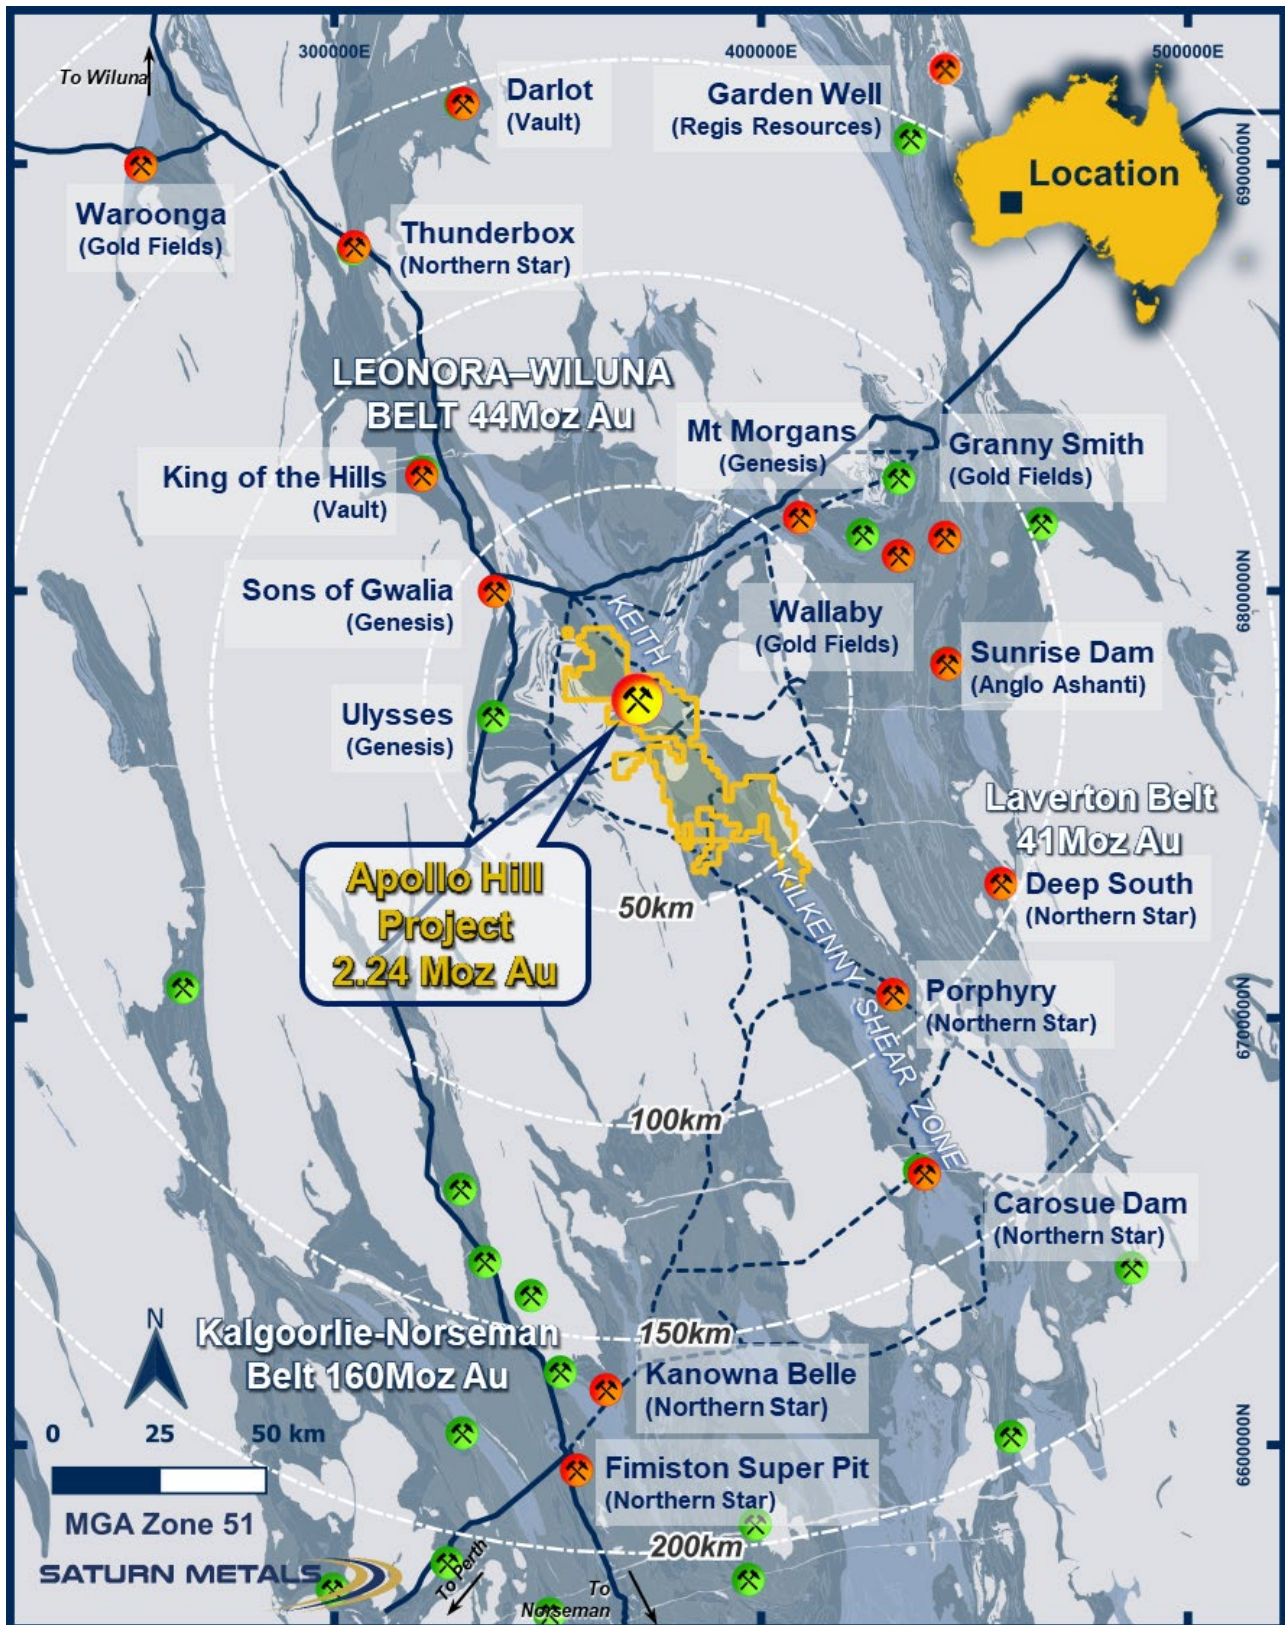 300000E
400000E
500000E
To Wiluna
Darlot
(Vault)
Garden Well
(Regis Resources)
Location
6900000N
Waroonga
(Gold Fields)
Thunderbox
(Northern Star)
LEONORA–WILUNA
BELT 44Moz Au
Mt Morgans
(Genesis)
Granny Smith
(Gold Fields)
King of the Hills
(Vault)
Sons of Gwalia
(Genesis)
KEITH
Wallaby
(Gold Fields)
6800000N
Sunrise Dam
(Anglo Ashanti)
Ulysses
(Genesis)
Laverton Belt
41Moz Au
Apollo Hill
Project
2.24 Moz Au
50km
KILKENNY SHEAR ZONE
Deep South
(Northern Star)
Porphyry
(Northern Star)
6700000N
100km
Carosue Dam
(Northern Star)
N
Kalgoorlie-Norseman
Belt 160Moz Au
150km
Kanowna Belle
(Northern Star)
0 25 50 km
6600000N
Fimiston Super Pit
(Northern Star)
MGA Zone 51
200km
SATURN METALS
To Perth
To
Norseman